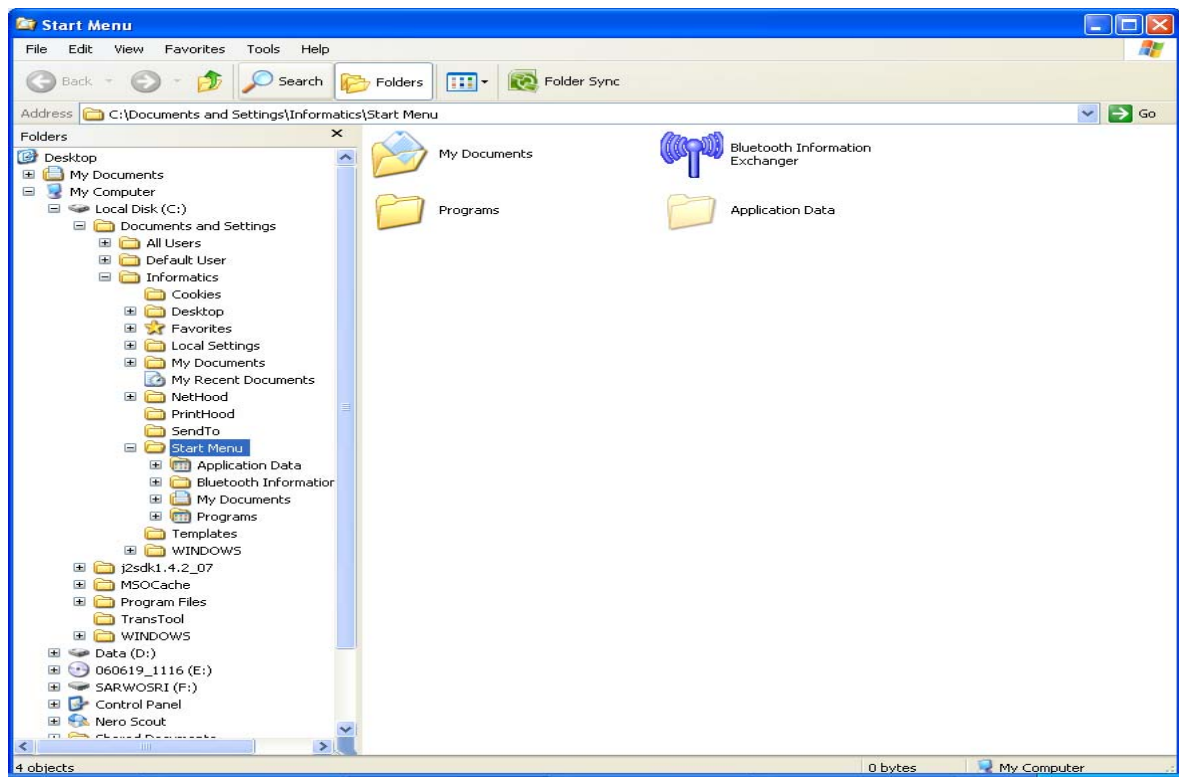 Start Menu
File Edit View Favorites Tools Help
Back Search Folders Folder Sync
Address C:\Documents and Settings\Informatics\Start Menu Go
Folders
Desktop
My Documents
My Computer
Local Disk (C:)
Documents and Settings
All Users
Default User
Informatics
Cookies
Desktop
Favorites
Local Settings
My Documents
My Recent Documents
NetHood
PrintHood
SendTo
Start Menu
Application Data
Bluetooth Information
My Documents
Programs
Templates
WINDOWS
j2sdk1.4.2_07
MSOCache
Program Files
TransTool
WINDOWS
Data (D:)
060619_1116 (E:)
SARWOSRI (F:)
Control Panel
Nero Scout
My Documents
Bluetooth Information
Exchanger
Programs
Application Data
4 objects 0 bytes My Computer